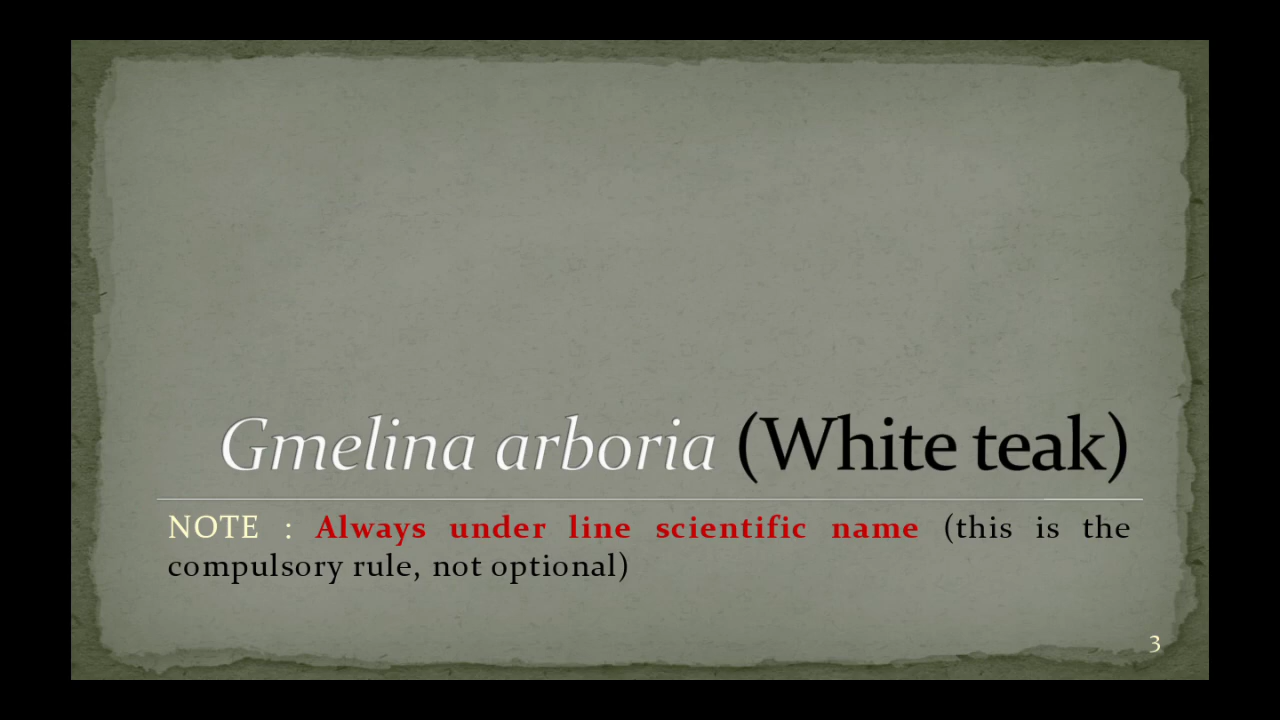 Gmelina arboria (White teak)
NOTE : Always under line scientific name (this is the
compulsory rule, not optional)
3